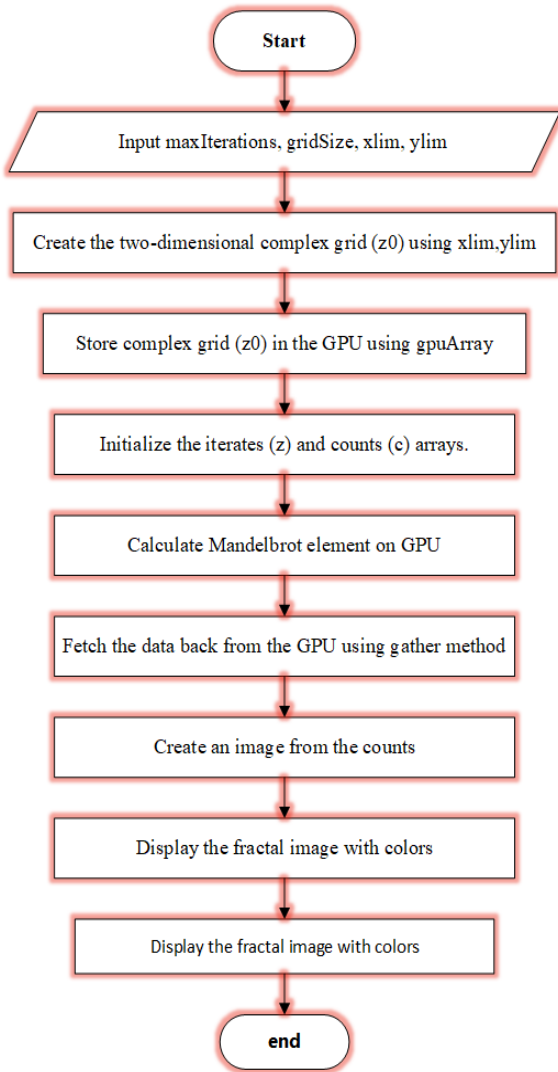 Start
Input maxIterations, gridSize, xlim, ylim
Create the two-dimensional complex grid (z0) using xlim,ylim
Store complex grid (z0) in the GPU using gpuArray
Initialize the iterates (z) and counts (c) arrays.
Calculate Mandelbrot element on GPU
Fetch the data back from the GPU using gather method
Create an image from the counts
Display the fractal image with colors
Display the fractal image with colors
end